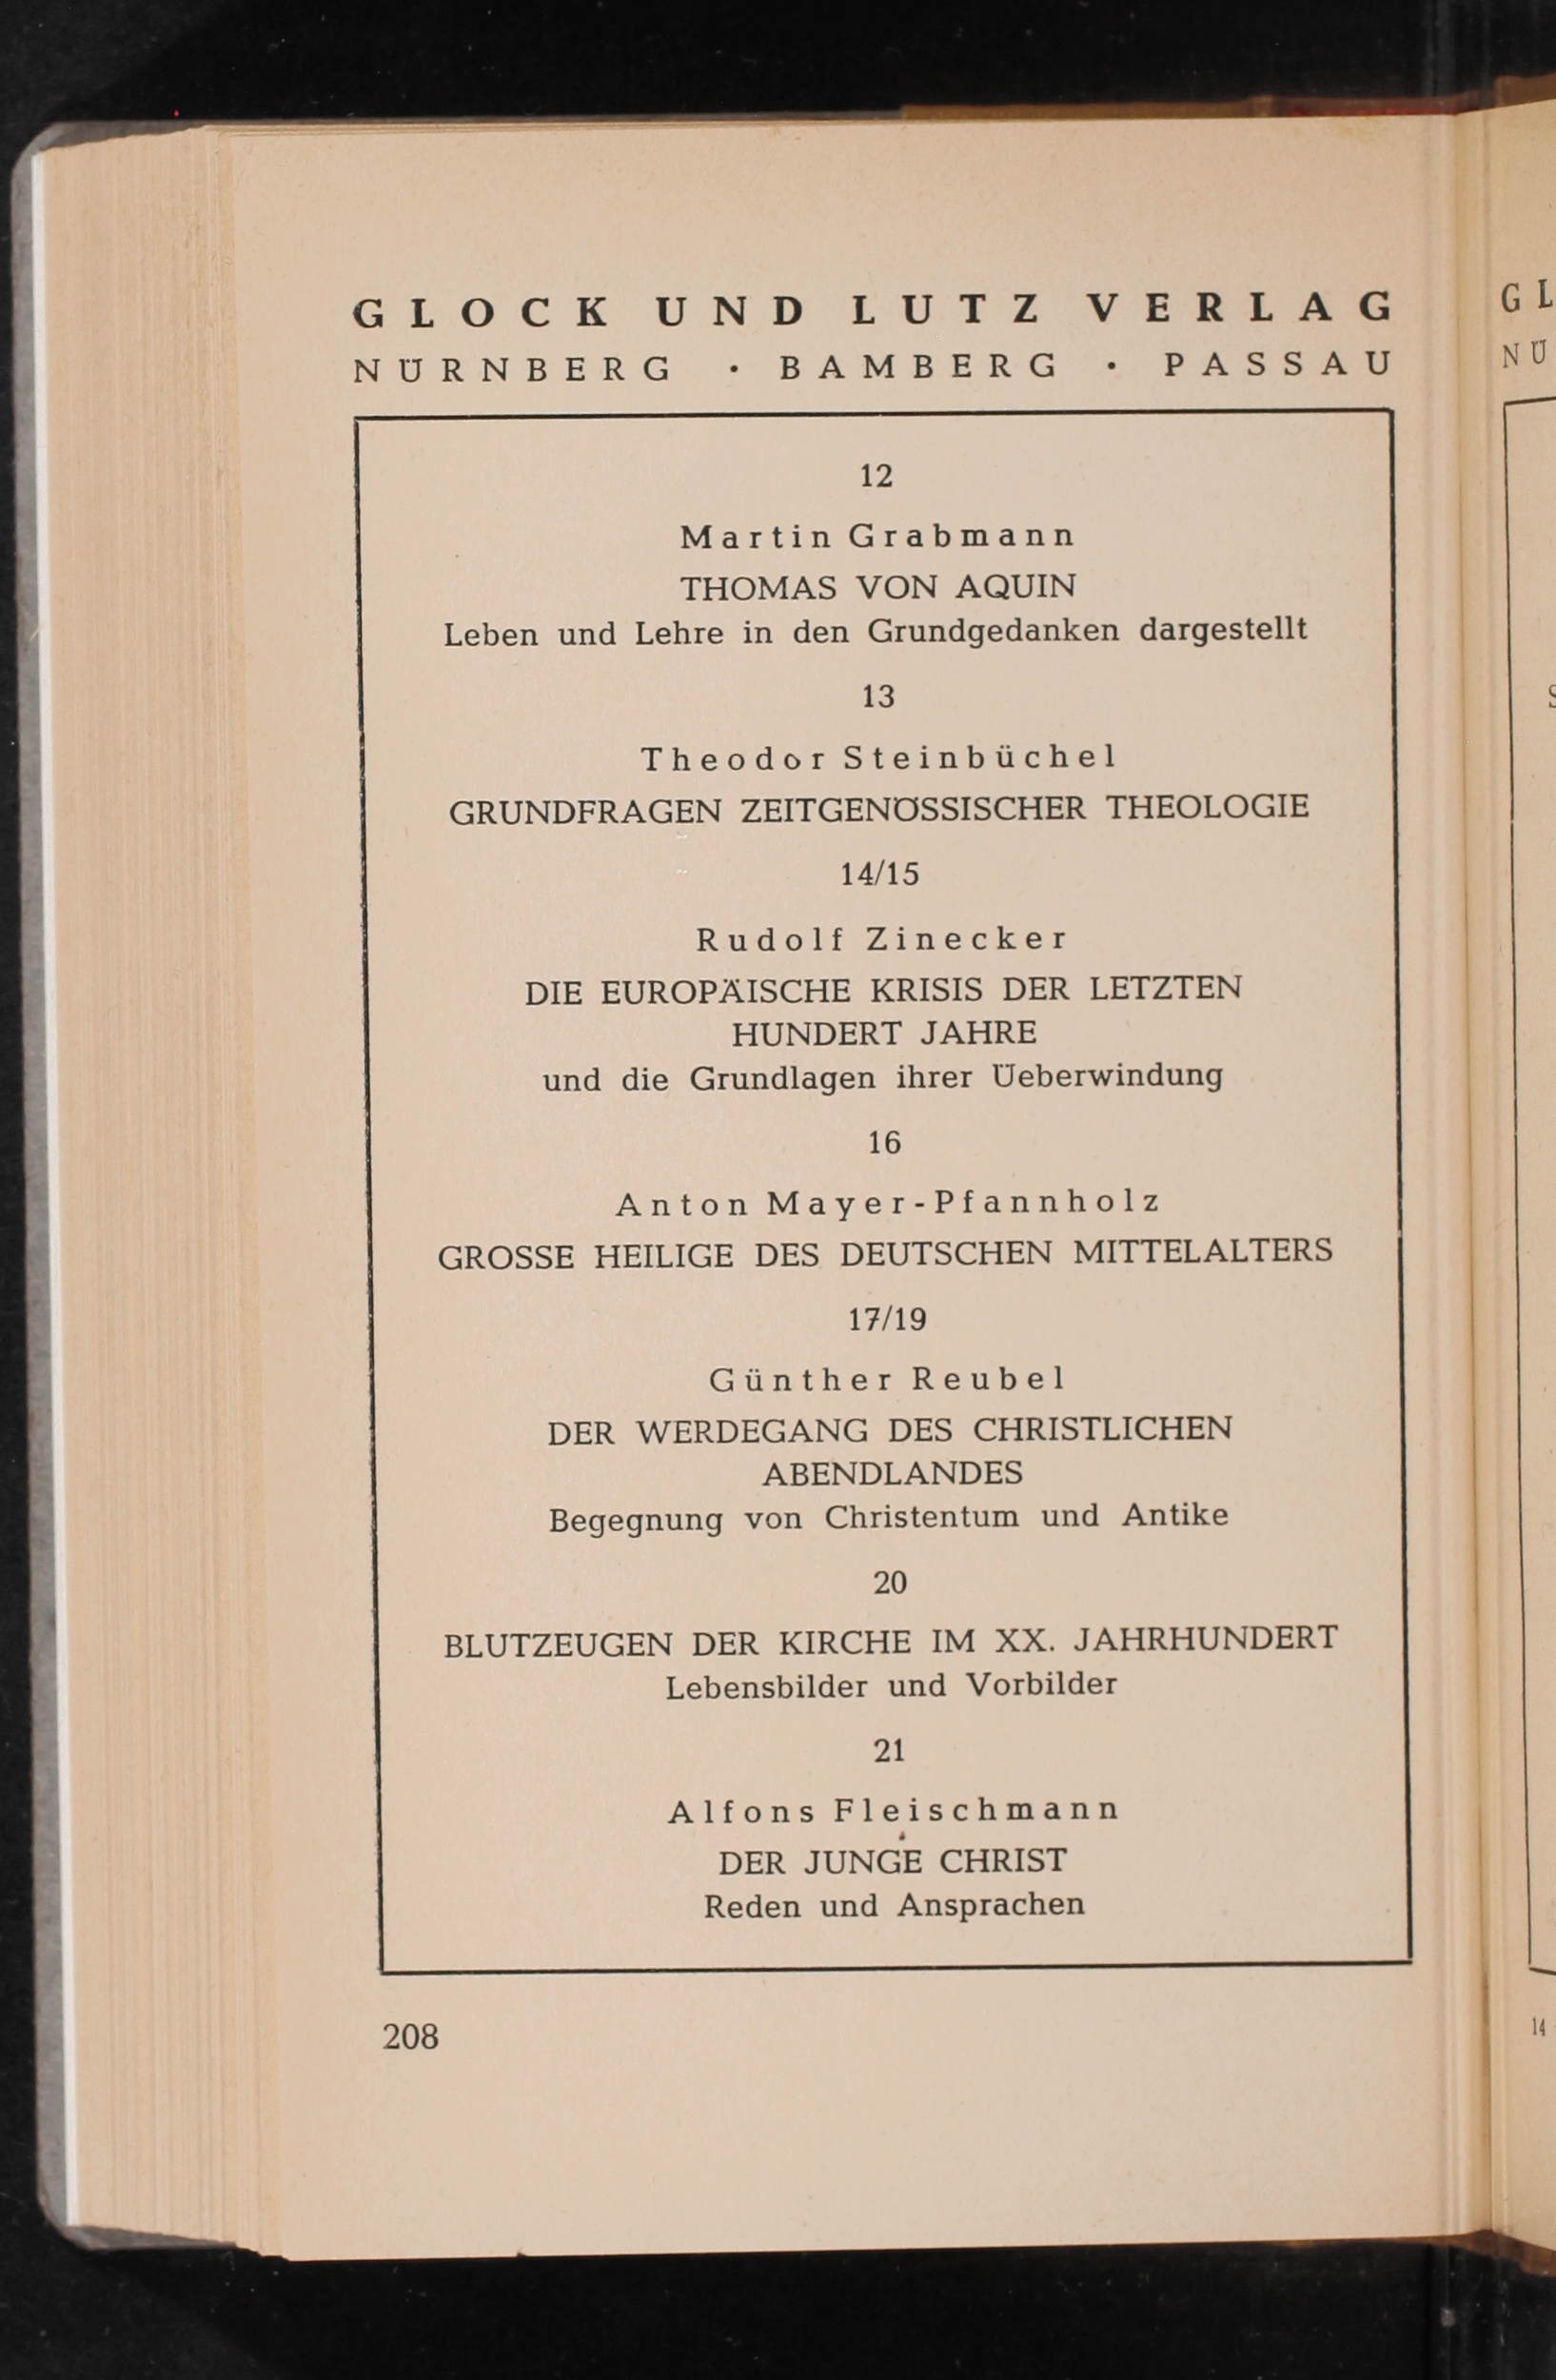 GLOCK UND LUTZ VERLAG
NÜRNBERG · BAMBERG · PASSAU
12
Martin Grabmann
THOMAS VON AQUIN
Leben und Lehre in den Grundgedanken dargestellt
13
Theodor Steinbüchel
GRUNDFRAGEN ZEITGENÖSSISCHER THEOLOGIE
14/15
Rudolf Zinecker
DIE EUROPÄISCHE KRISIS DER LETZTEN
HUNDERT JAHRE
und die Grundlagen ihrer Üeberwindung
16
Anton Mayer-Pfannholz
GROSSE HEILIGE DES DEUTSCHEN MITTELALTERS
17/19
Günther Reubel
DER WERDEGANG DES CHRISTLICHEN
ABENDLANDES
Begegnung von Christentum und Antike
20
BLUTZEUGEN DER KIRCHE IM XX. JAHRHUNDERT
Lebensbilder und Vorbilder
21
Alfons Fleischmann
DER JUNGE CHRIST
Reden und Ansprachen
208
GL
NÜ
S
14